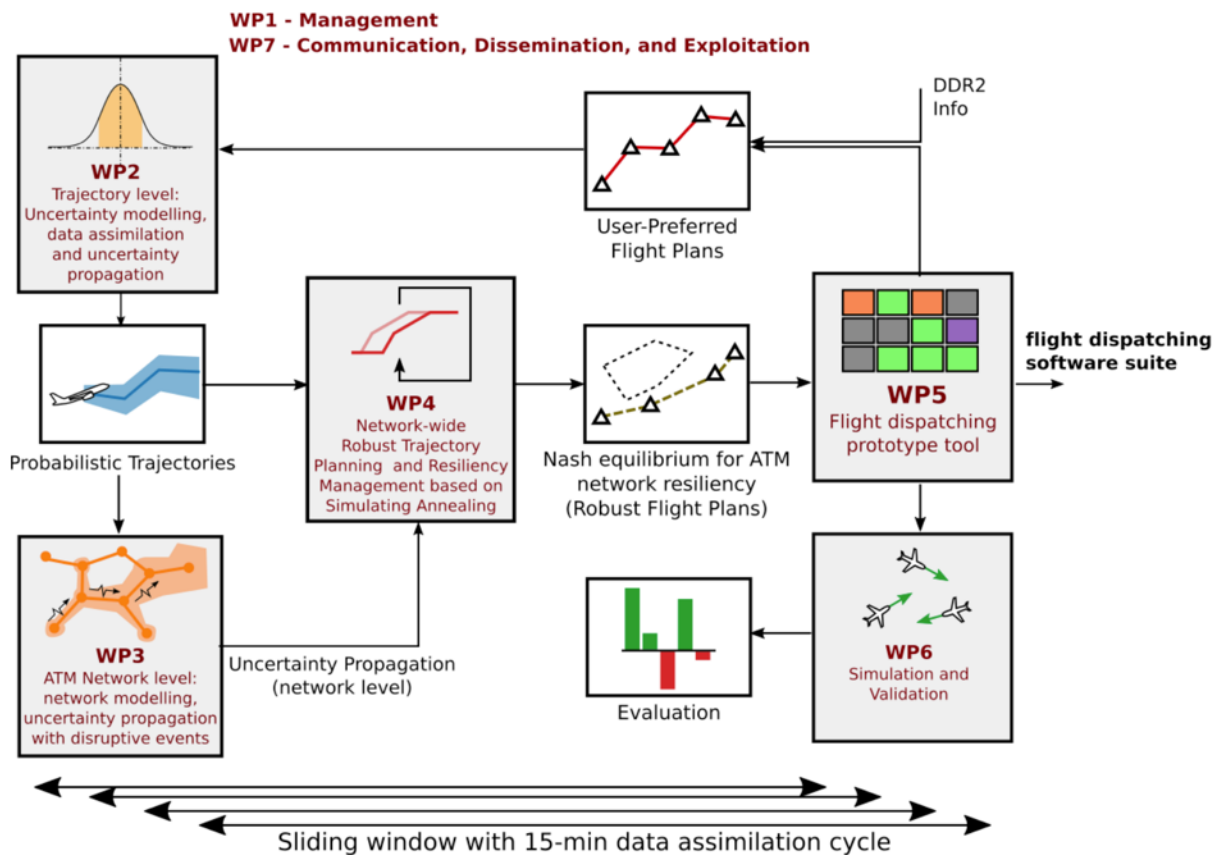 WP1 - Management
WP7 - Communication, Dissemination, and Exploitation
DDR2
Info
WP2
Trajectory level:
Uncertainty modelling,
data assimilation
and uncertainty
propagation
User-Preferred
Flight Plans
Probabilistic Trajectories
WP4
Network-wide
Robust Trajectory
Planning and Resiliency
Management based on
Simulating Annealing
Nash equilibrium for ATM
network resiliency
(Robust Flight Plans)
WP5
Flight dispatching
prototype tool
flight dispatching
software suite
WP3
ATM Network level:
network modelling,
uncertainty propagation
with disruptive events
Uncertainty Propagation
(network level)
Evaluation
WP6
Simulation and
Validation
Sliding window with 15-min data assimilation cycle